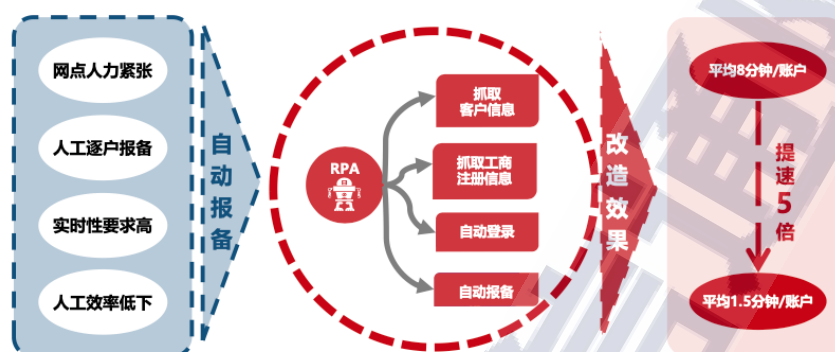 网点人力紧张
人工逐户报备
实时性要求高
人工效率低下
自动报备
RPA
抓取
客户信息
抓取工商
注册信息
自动登录
自动报备
改造效果
平均8分钟/账户
提速5倍
平均1.5分钟/账户